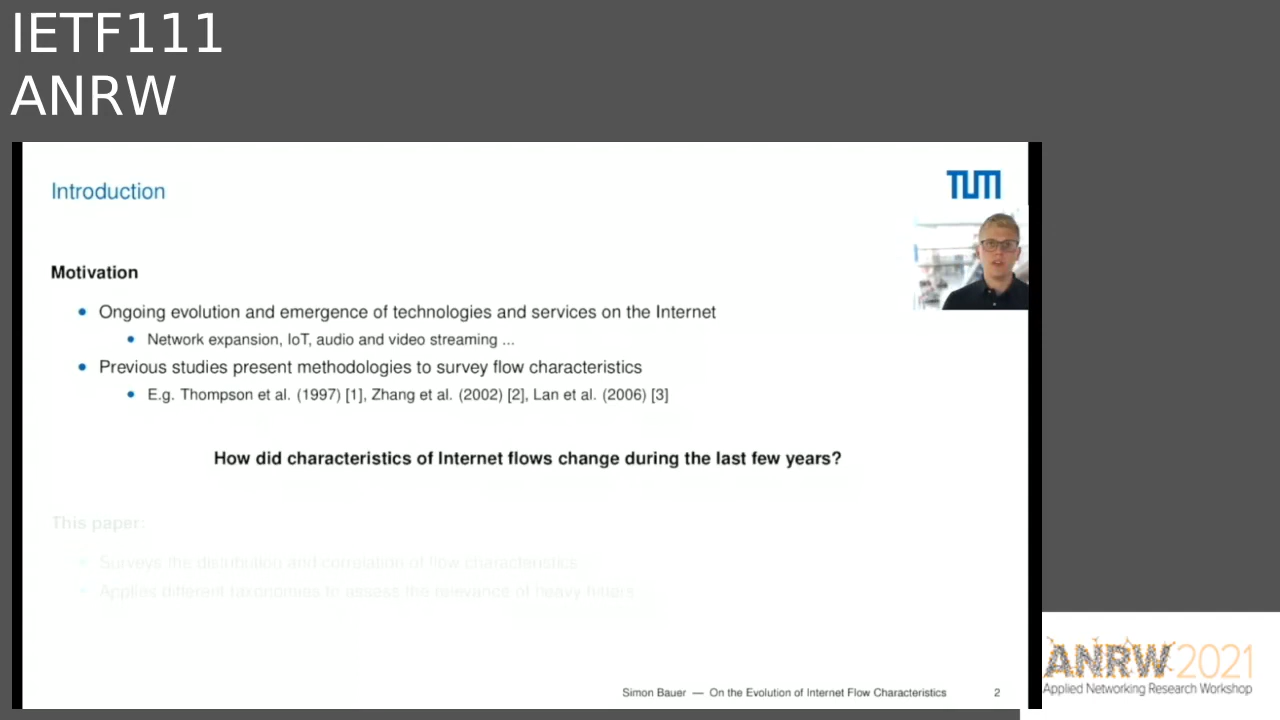 IETF111
ANRW
Introduction
TUM
Motivation
Ongoing evolution and emergence of technologies and services on the Internet
Network expansion, IoT, audio and video streaming ...
Previous studies present methodologies to survey flow characteristics
E.g. Thompson et al. (1997) [1], Zhang et al. (2002) [2], Lan et al. (2006) [3]
How did characteristics of Internet flows change during the last few years?
This paper:
Surveys the distribution and correlation of flow characteristics
Applies different taxonomies to assess the relevance of heavy hitters
Simon Bauer — On the Evolution of Internet Flow Characteristics 2
ANRW 2021
Applied Networking Research Workshop